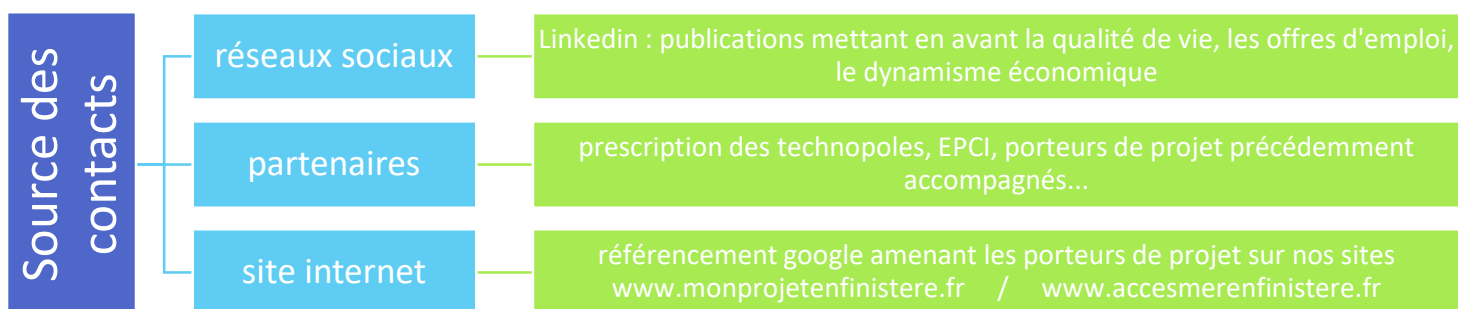 Source des
contacts
réseaux sociaux
Linkedin : publications mettant en avant la qualité de vie, les offres d'emploi,
le dynamisme économique
partenaires
prescription des technopoles, EPCI, porteurs de projet précédemment
accompagnés...
site internet
référencement google amenant les porteurs de projet sur nos sites
www.monprojetenfinistere.fr / www.accesmerenfinistere.fr